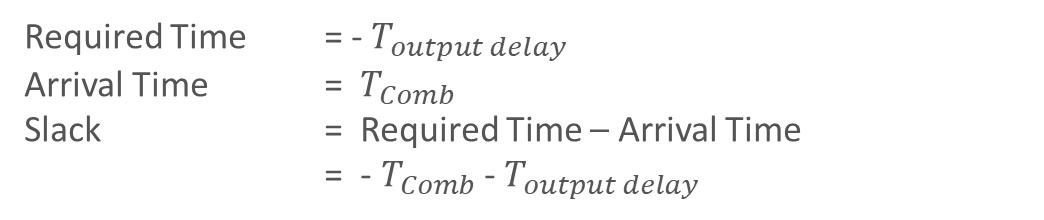 Required Time = - T_output delay
Arrival Time = T_Comb
Slack = Required Time – Arrival Time
= - T_Comb - T_output delay